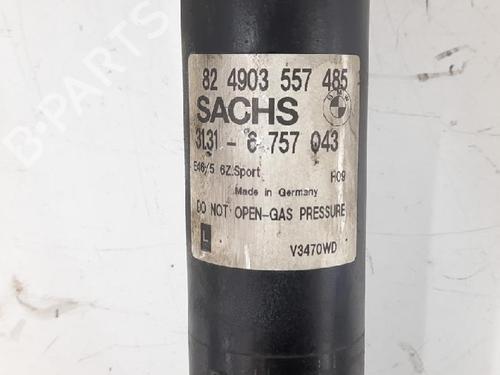 B-PARTS
82 4903 557 485
SACHS
3131 - 6 757 043
E46/5 6Z.Sport H09
Made in Germany
DO NOT OPEN-GAS PRESSURE
L V3470WD